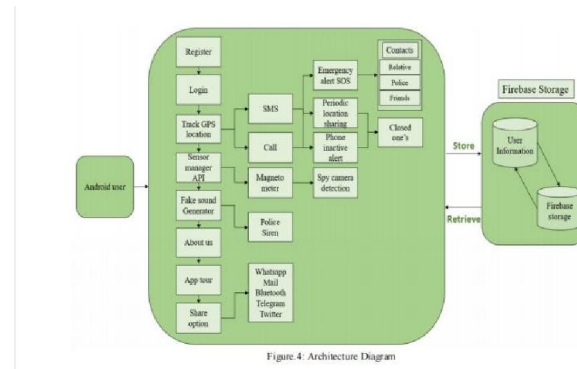 Android user
Register
Login
Track GPS
location
Sensor
manager
API
Fake sound
Generator
About us
App tour
Share
option
SMS
Call
Magneto
meter
Police
Siren
Whatsapp
Mail
Bluetooth
Telegram
Twitter
Emergency
alert SOS
Periodic
location
sharing
Phone
inactive
alert
Spy camera
detection
Contacts
Relative
Police
Friends
Closed
one's
Store
Retrieve
Firebase Storage
User
Information
Firebase
storage
Figure.4: Architecture Diagram